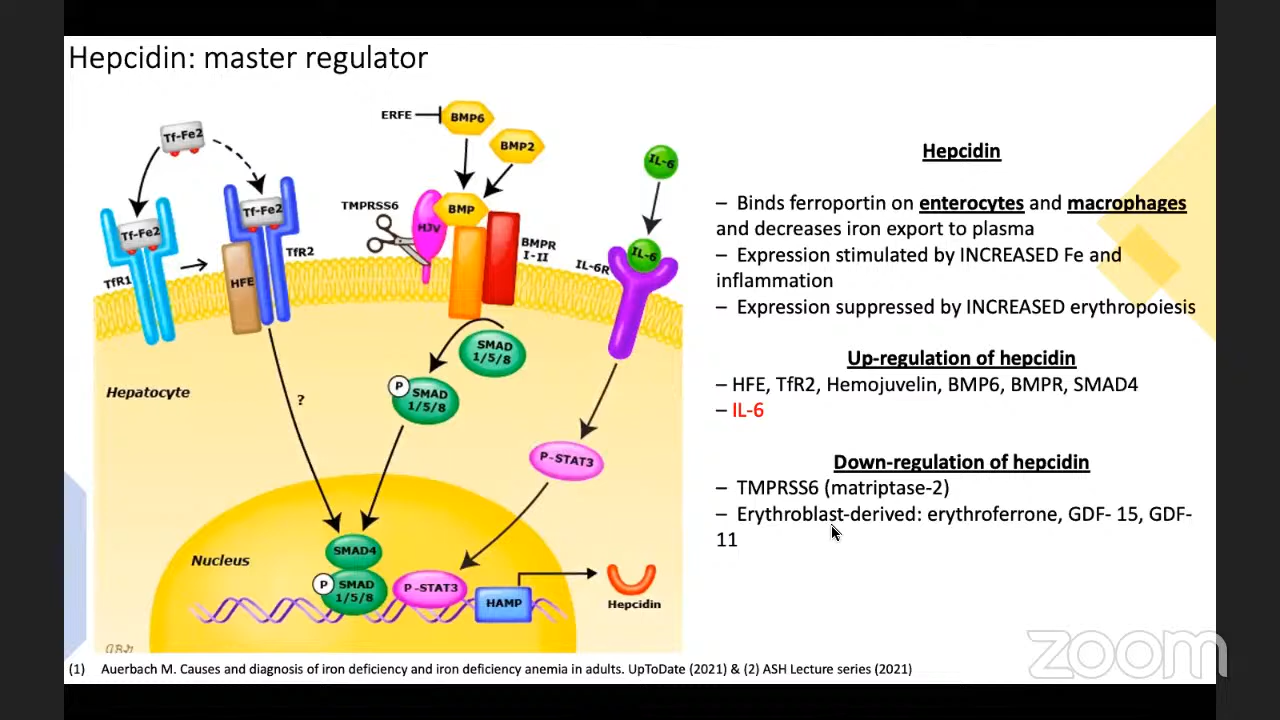 Hepcidin: master regulator
ERFE
BMP6
BMP2
Tf-Fe2
IL-6
Tf-Fe2
Tf-Fe2
TMPRSS6
HJV
BMP
BMPR
I-II
IL-6R
IL-6
TfR1
HFE
TfR2
SMAD
1/5/8
Hepatocyte
?
P
SMAD
1/5/8
P-STAT3
Nucleus
SMAD4
P
SMAD
1/5/8
P-STAT3
HAMP
Hepcidin
Hepcidin
– Binds ferroportin on enterocytes and macrophages
and decreases iron export to plasma
– Expression stimulated by INCREASED Fe and
inflammation
– Expression suppressed by INCREASED erythropoiesis
Up-regulation of hepcidin
– HFE, TfR2, Hemojuvelin, BMP6, BMPR, SMAD4
– IL-6
Down-regulation of hepcidin
– TMPRSS6 (matriptase-2)
– Erythroblast-derived: erythroferrone, GDF- 15, GDF-
11
(1) Auerbach M. Causes and diagnosis of iron deficiency and iron deficiency anemia in adults. UpToDate (2021) & (2) ASH Lecture series (2021)
zoom